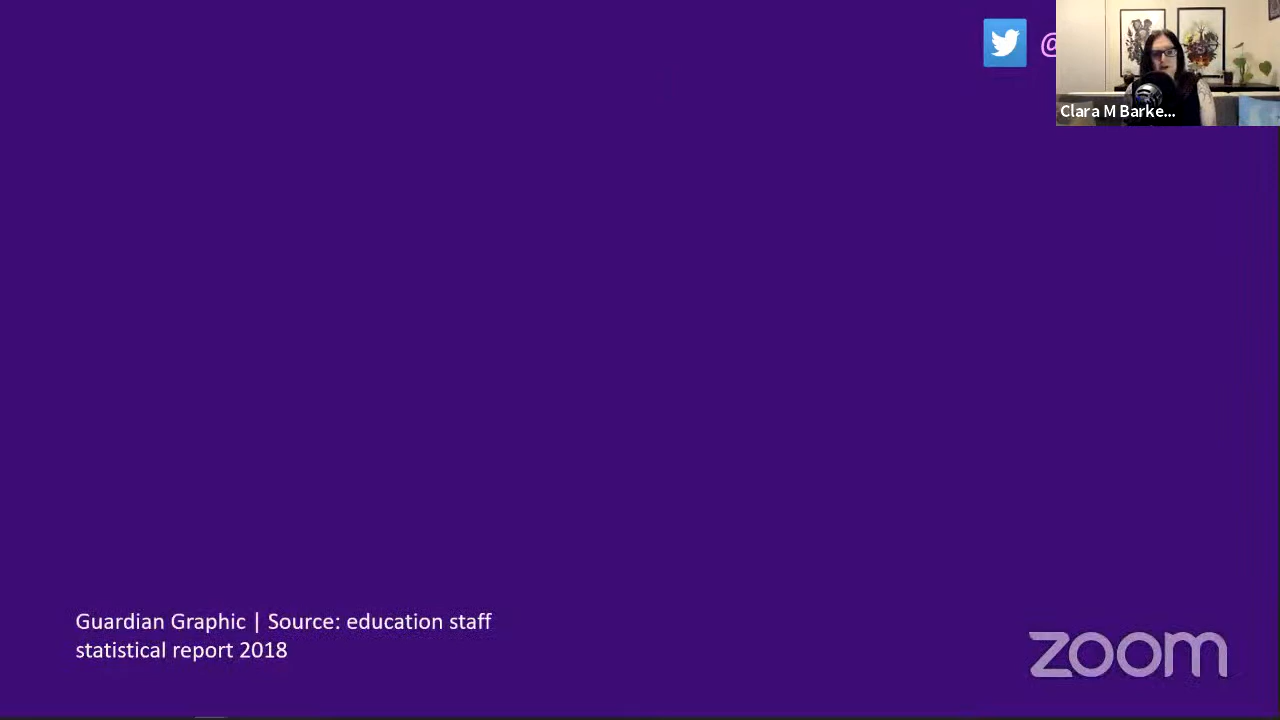 @
Clara M Barke...
Guardian Graphic | Source: education staff
statistical report 2018
zoom